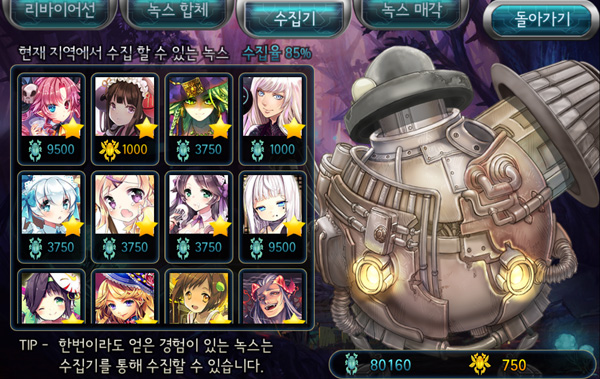 리바이어선
녹스 합체
수집기
녹스 매각
돌아가기
현재 지역에서 수집 할 수 있는 녹스 수집율 85%
9500 1000 3750 1000
3750 3750 3750 9500
TIP - 한번이라도 얻은 경험이 있는 녹스는
수집기를 통해 수집할 수 있습니다.
80160 750